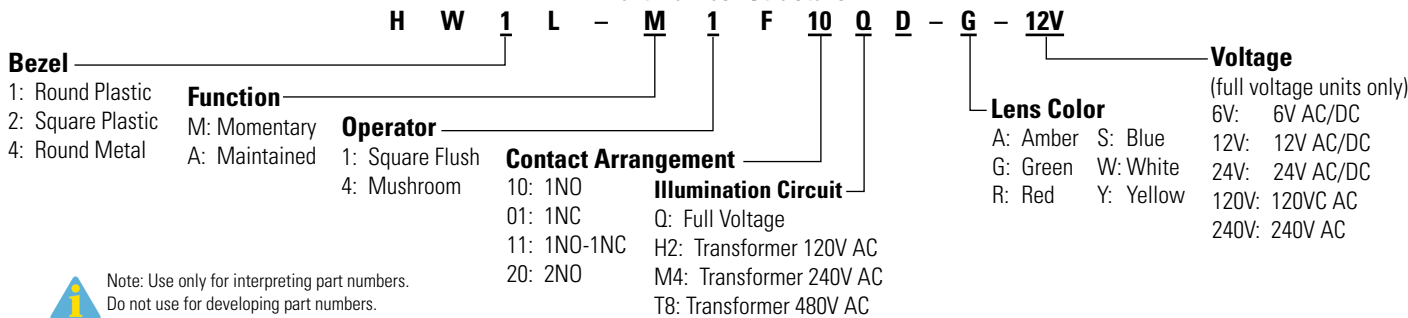 H W 1 L – M 1 F 10 Q D – G – 12V
Bezel
1: Round Plastic
2: Square Plastic
4: Round Metal
Function
M: Momentary
A: Maintained
Operator
1: Square Flush
4: Mushroom
Contact Arrangement
10: 1NO
01: 1NC
11: 1NO-1NC
20: 2NO
Illumination Circuit
Q: Full Voltage
H2: Transformer 120V AC
M4: Transformer 240V AC
T8: Transformer 480V AC
Lens Color
A: Amber S: Blue
G: Green W: White
R: Red Y: Yellow
Voltage
(full voltage units only)
6V: 6V AC/DC
12V: 12V AC/DC
24V: 24V AC/DC
120V: 120VC AC
240V: 240V AC
i
Note: Use only for interpreting part numbers.
Do not use for developing part numbers.